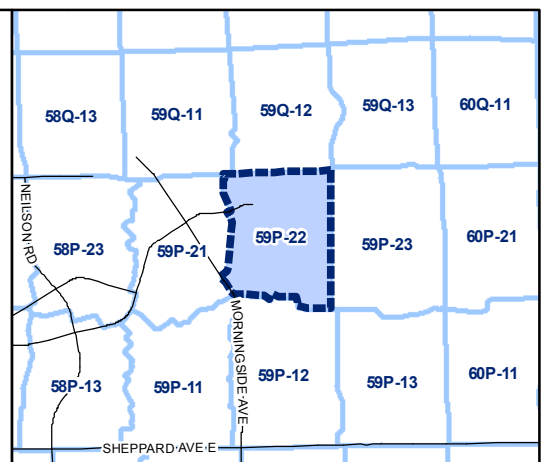 58Q-13
59Q-11
59Q-12
59Q-13
60Q-11
NEILSON RD
58P-23
59P-21
59P-22
59P-23
60P-21
MORNINGSIDE AVE
58P-13
59P-11
59P-12
59P-13
60P-11
SHEPPARD AVE E